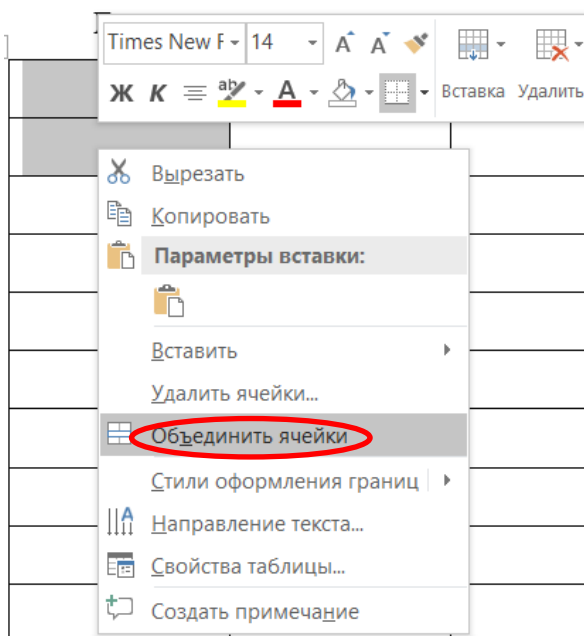 Times New F 14
Ж К Вставка Удалить
Вырезать
Копировать
Параметры вставки:
Вставить
Удалить ячейки...
Объединить ячейки
Стили оформления границ
Направление текста...
Свойства таблицы...
Создать примечание